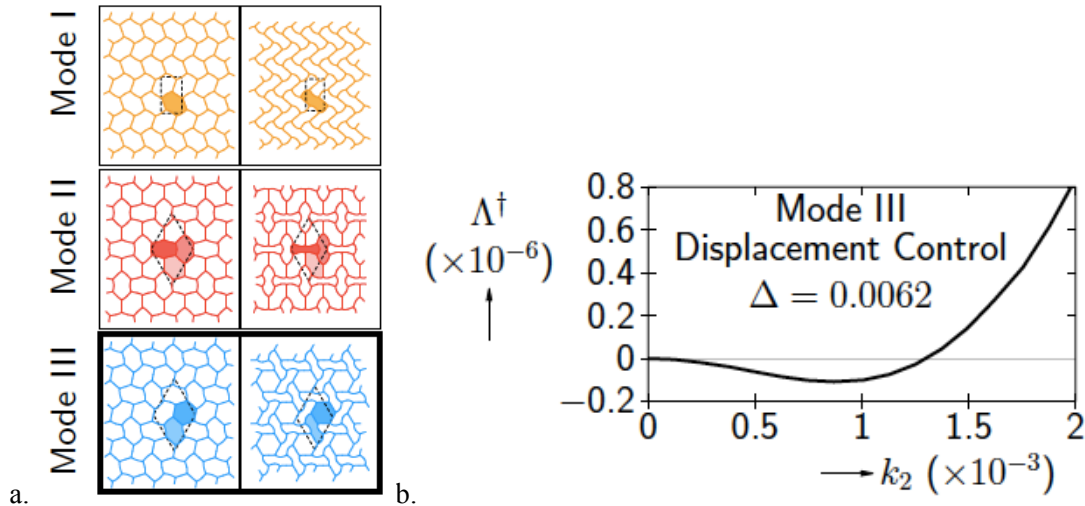 Mode I
Mode II
Mode III
a.
b.
Λ†
(×10−6)
0.8
0.6
0.4
0.2
0
−0.2
Mode III
Displacement Control
Δ = 0.0062
0 0.5 1 1.5 2
k2 (×10−3)